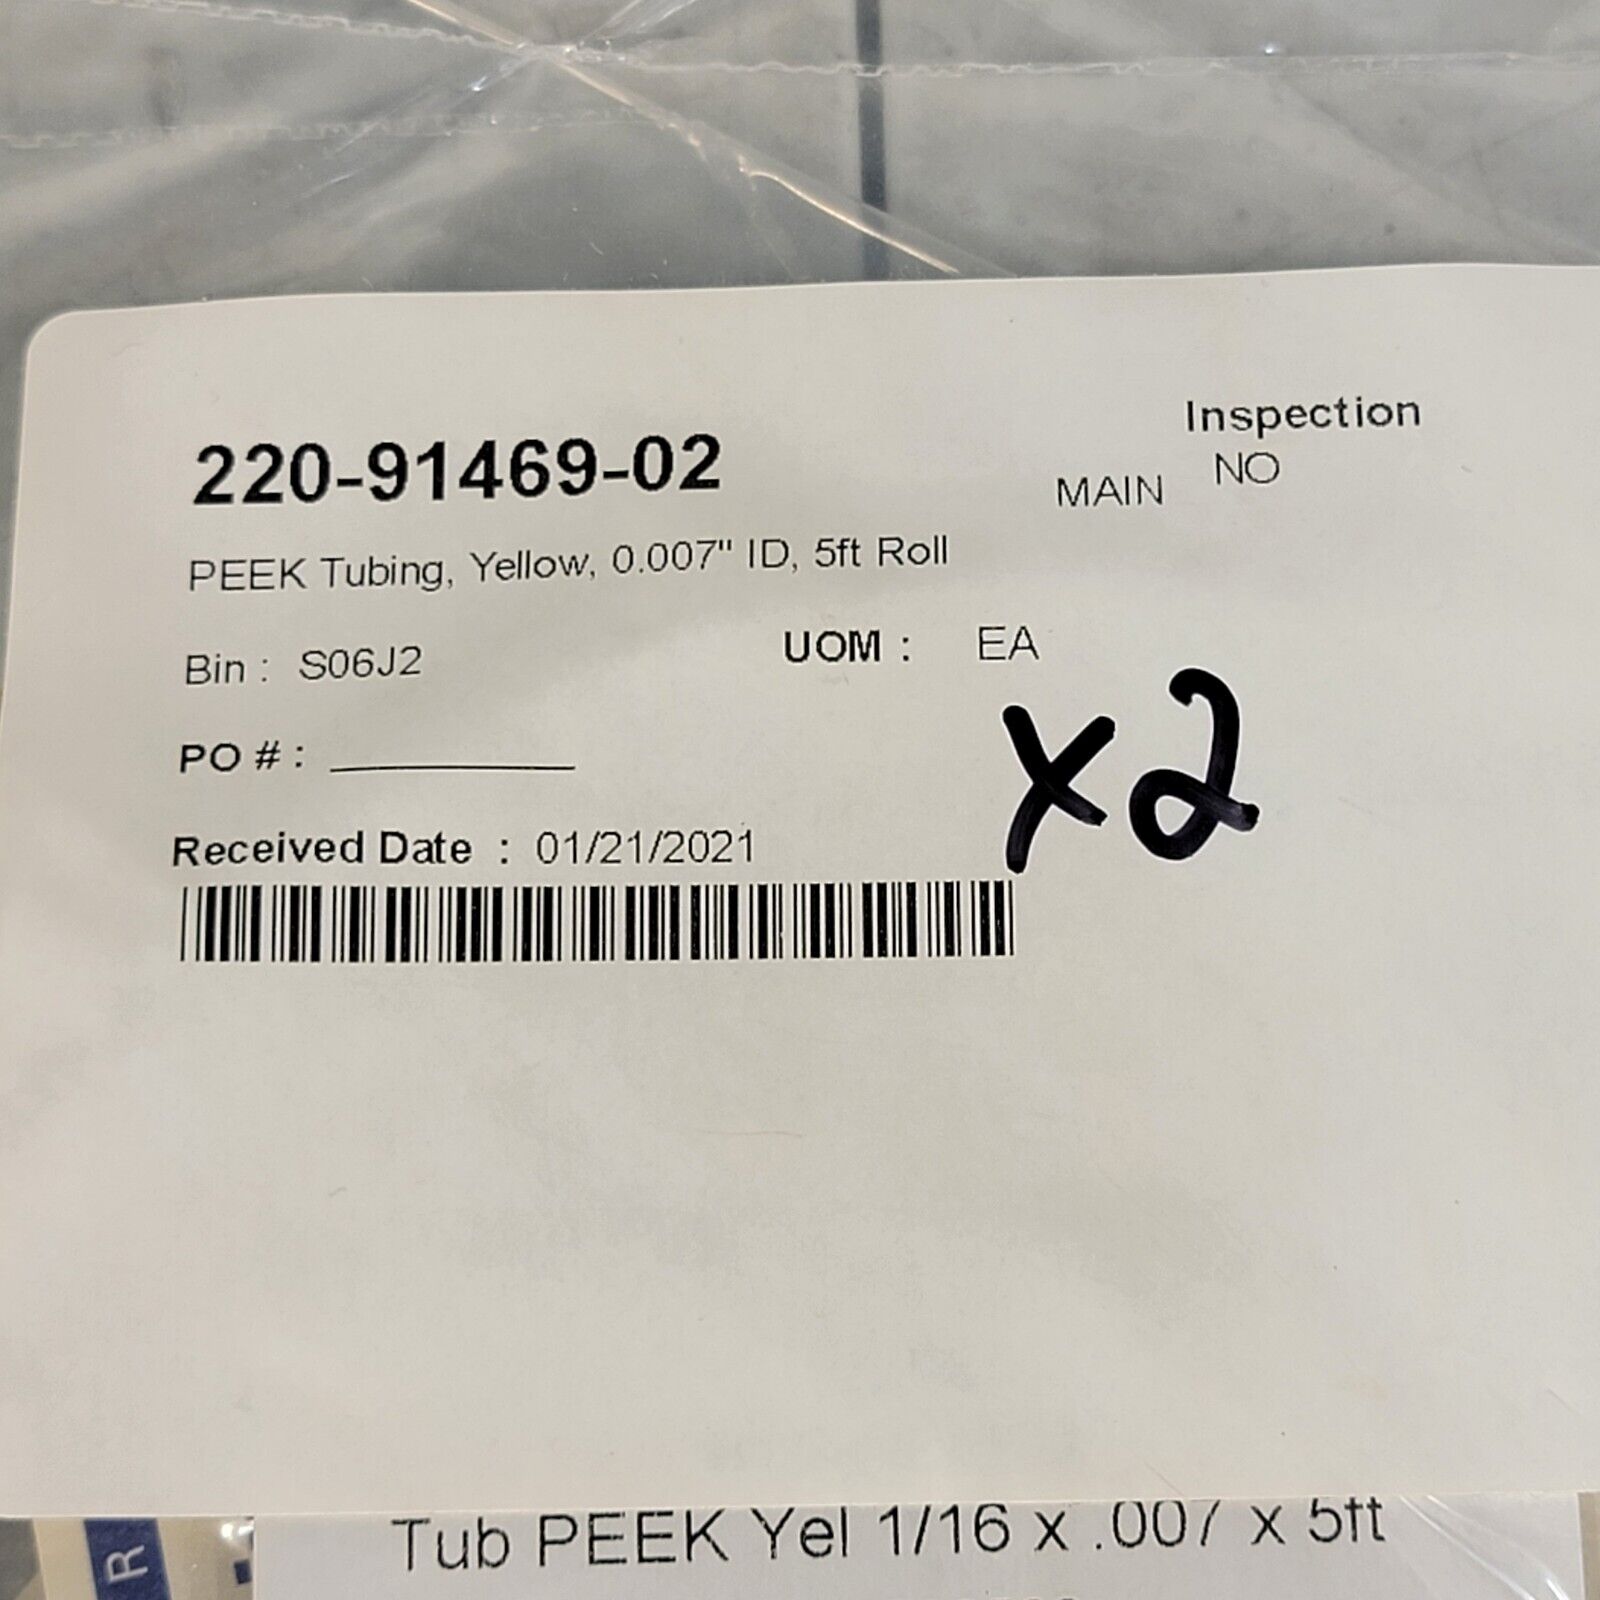 220-91469-02
Inspection
MAIN NO
PEEK Tubing, Yellow, 0.007" ID, 5ft Roll
Bin : S06J2
UOM : EA
x2
PO # :
Received Date : 01/21/2021
Tub PEEK Yel 1/16 x .007 x 5ft
R